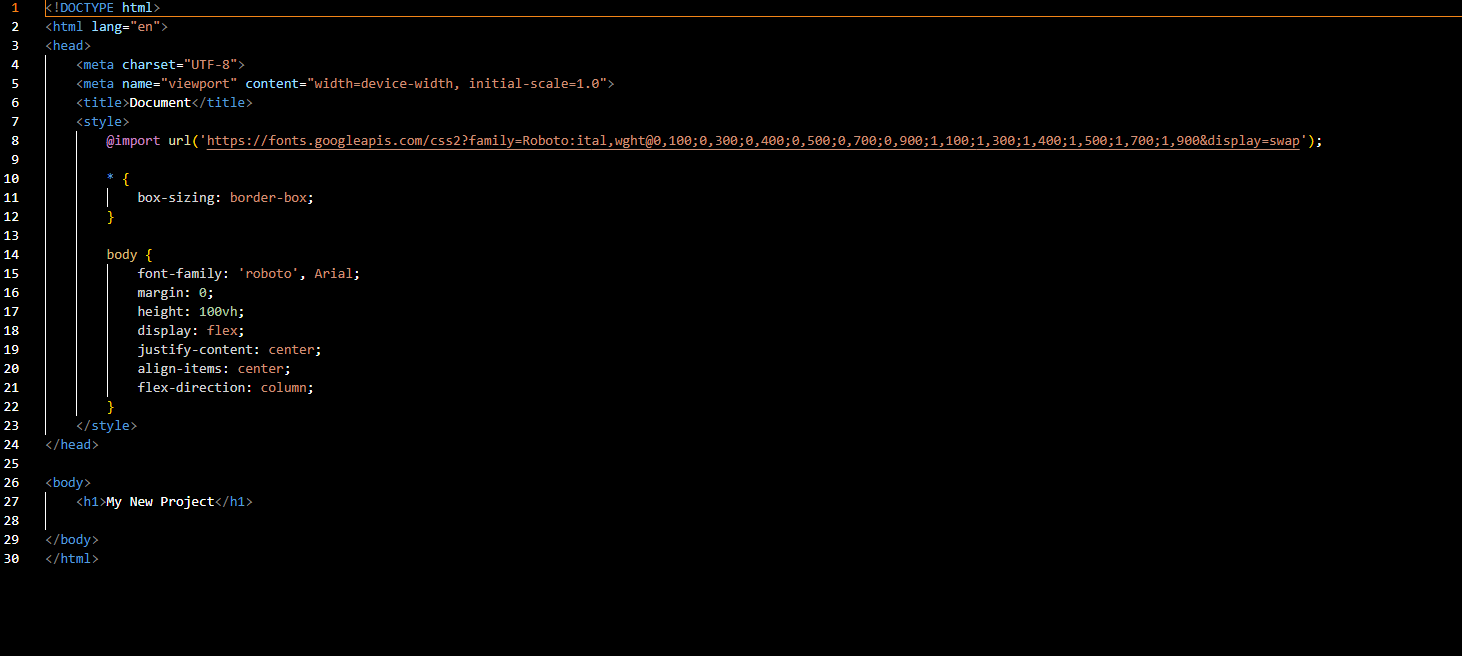 1 <!DOCTYPE html>
2 <html lang="en">
3 <head>
4     <meta charset="UTF-8">
5     <meta name="viewport" content="width=device-width, initial-scale=1.0">
6     <title>Document</title>
7     <style>
8         @import url('https://fonts.googleapis.com/css2?family=Roboto:ital,wght@0,100;0,300;0,400;0,500;0,700;0,900;1,100;1,300;1,400;1,500;1,700;1,900&display=swap');
9
10         * {
11             box-sizing: border-box;
12         }
13
14         body {
15             font-family: 'roboto', Arial;
16             margin: 0;
17             height: 100vh;
18             display: flex;
19             justify-content: center;
20             align-items: center;
21             flex-direction: column;
22         }
23     </style>
24 </head>
25
26 <body>
27     <h1>My New Project</h1>
28
29 </body>
30 </html>